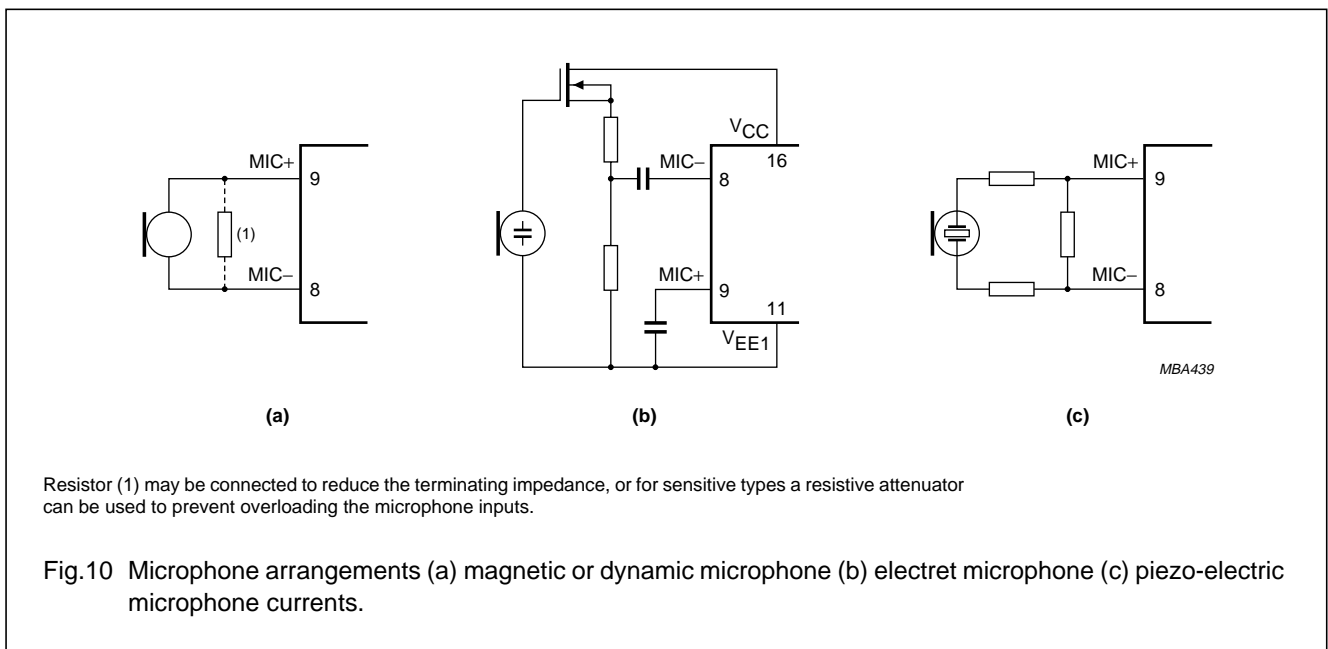 MIC+
9
(1)
MIC−
8
(a)
VCC
16
MIC−
8
MIC+
9
11
VEE1
(b)
MIC+
9
MIC−
8
MBA439
(c)
Resistor (1) may be connected to reduce the terminating impedance, or for sensitive types a resistive attenuator
can be used to prevent overloading the microphone inputs.
Fig.10 Microphone arrangements (a) magnetic or dynamic microphone (b) electret microphone (c) piezo-electric
microphone currents.